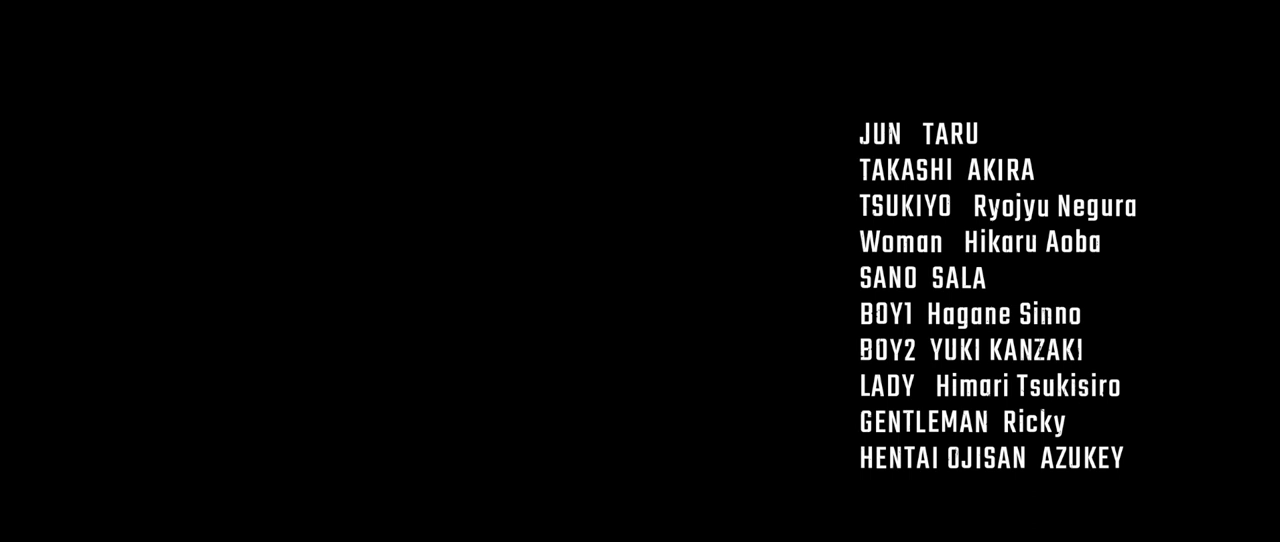 JUN TARU
TAKASHI AKIRA
TSUKIYO Ryojyu Negura
Woman Hikaru Aoba
SANO SALA
BOY1 Hagane Sinno
BOY2 YUKI KANZAKI
LADY Himari Tsukisiro
GENTLEMAN Ricky
HENTAI OJISAN AZUKEY